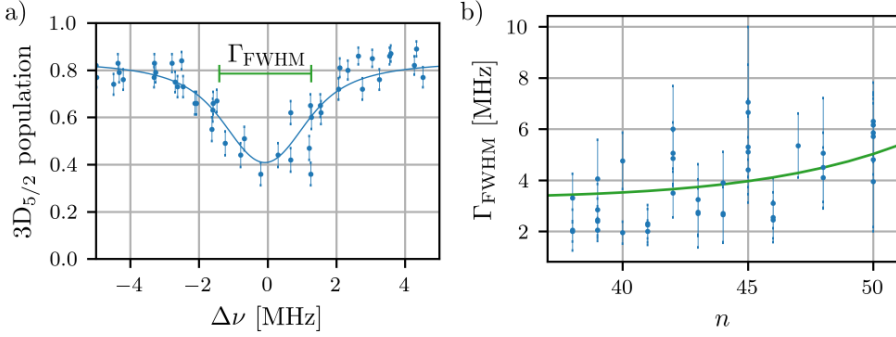 a)
1.0
0.8
0.6
0.4
0.2
0.0
3D5/2 population
ΓFWHM
−4 −2 0 2 4
Δν [MHz]
b)
10
8
6
4
2
ΓFWHM [MHz]
40 45 50
n